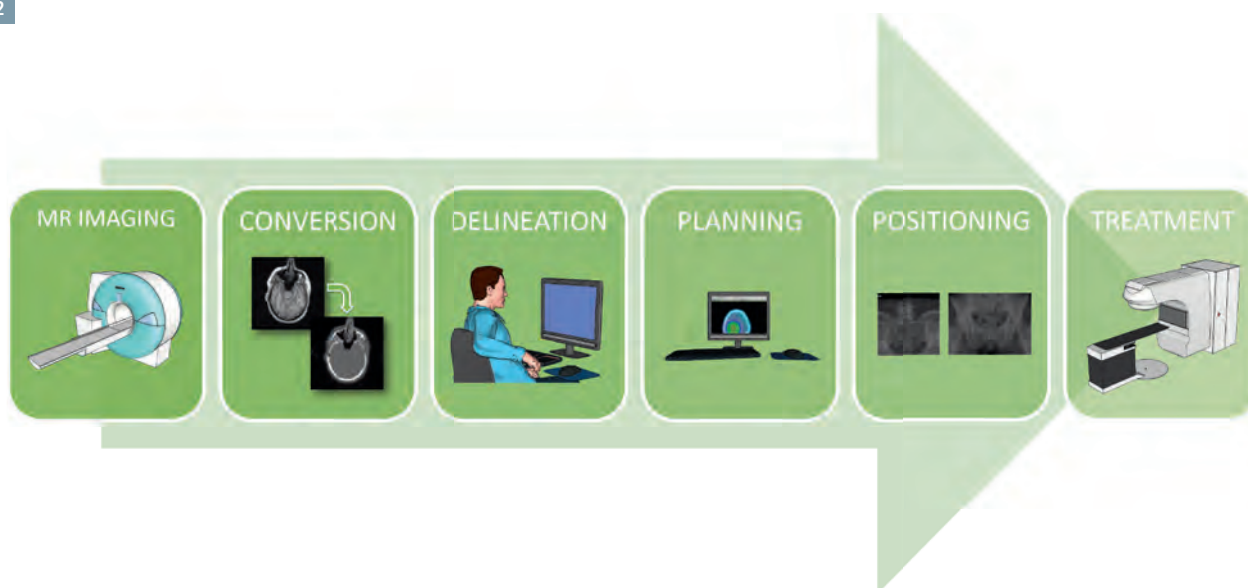 2
MR IMAGING
CONVERSION
DELINEATION
PLANNING
POSITIONING
TREATMENT